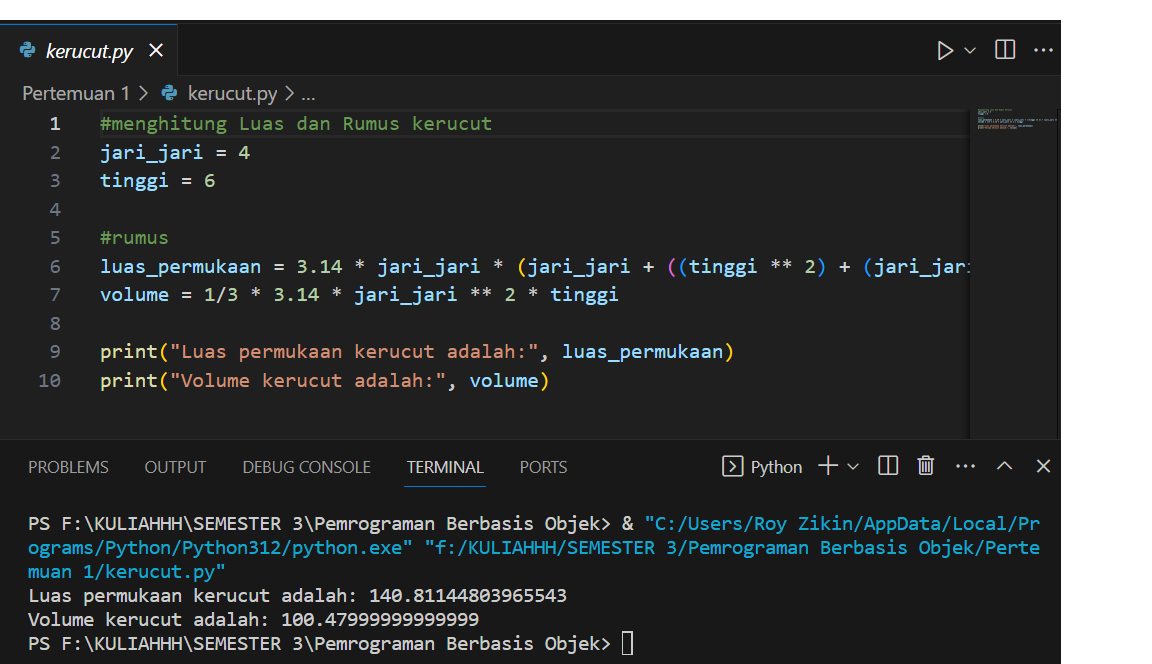 kerucut.py
Pertemuan 1 > kerucut.py > ...
1 #menghitung Luas dan Rumus kerucut
2 jari_jari = 4
3 tinggi = 6
4
5 #rumus
6 luas_permukaan = 3.14 * jari_jari * (jari_jari + ((tinggi ** 2) + (jari_jar
7 volume = 1/3 * 3.14 * jari_jari ** 2 * tinggi
8
9 print("Luas permukaan kerucut adalah:", luas_permukaan)
10 print("Volume kerucut adalah:", volume)
PROBLEMS OUTPUT DEBUG CONSOLE TERMINAL PORTS Python
PS F:\KULIAHHH\SEMESTER 3\Pemrograman Berbasis Objek> & "C:/Users/Roy Zikin/AppData/Local/Pr
ograms/Python/Python312/python.exe" "f:/KULIAHHH/SEMESTER 3/Pemrograman Berbasis Objek/Perte
muan 1/kerucut.py"
Luas permukaan kerucut adalah: 140.81144803965543
Volume kerucut adalah: 100.47999999999999
PS F:\KULIAHHH\SEMESTER 3\Pemrograman Berbasis Objek>